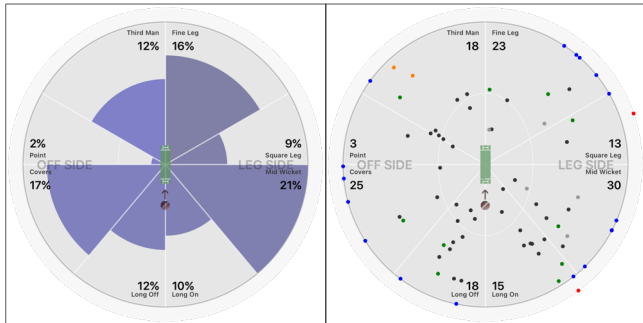 Third Man
Fine Leg
12%
16%
2%
Point
9%
Square Leg
OFF SIDE
LEG SIDE
Covers
17%
Mid Wicket
21%
12%
Long Off
10%
Long On
Third Man
Fine Leg
18
23
3
Point
13
Square Leg
OFF SIDE
LEG SIDE
Covers
25
Mid Wicket
30
18
Long Off
15
Long On